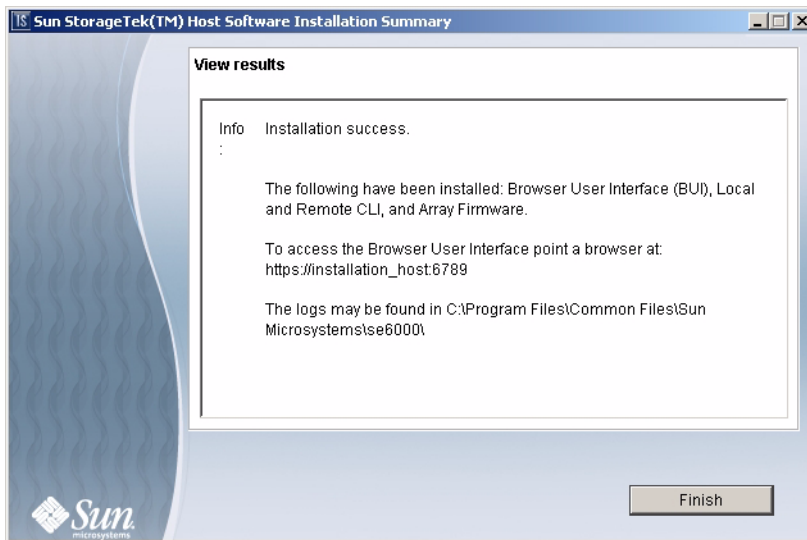 Sun StorageTek(TM) Host Software Installation Summary
View results
Info Installation success.
:
The following have been installed: Browser User Interface (BUI), Local
and Remote CLI, and Array Firmware.
To access the Browser User Interface point a browser at:
https://installation_host:6789
The logs may be found in C:\Program Files\Common Files\Sun
Microsystems\se6000\
Finish
Sun
microsystems